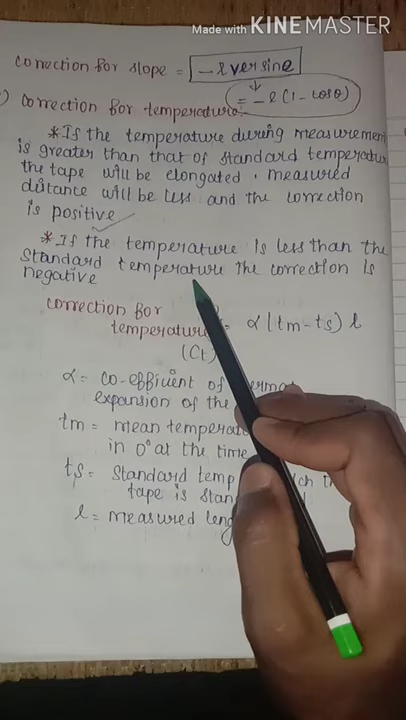 Made with KINEMASTER
correction for slope = -l versine
= -l (1 - cosθ)
) correction for temperature:
*If the temperature during measuremen
is greater than that of standard temperatur
the tape will be elongated. measured
distance will be less and the correction
is positive
*If the temperature is less than the
standard temperature the correction is
negative
correction for
temperature = α(tm-ts) l
(Ct)
α = co-efficient of
expansion of the
tm = mean temperat
in 0° at the time
ts = standard temp
tape is stan
l = measured leng